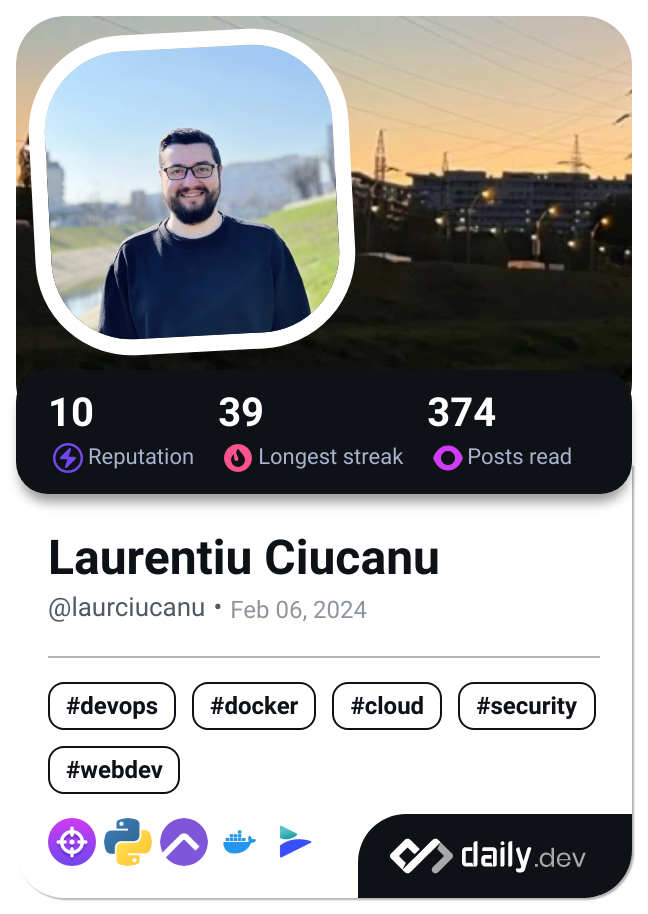 10 39 374
Reputation Longest streak Posts read
Laurentiu Ciucanu
@laurciucanu • Feb 06, 2024
#devops #docker #cloud #security
#webdev
daily.dev